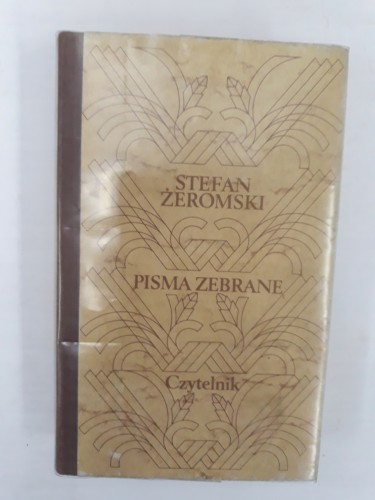 STEFAN
ŻEROMSKI
PISMA ZEBRANE
Czytelnik